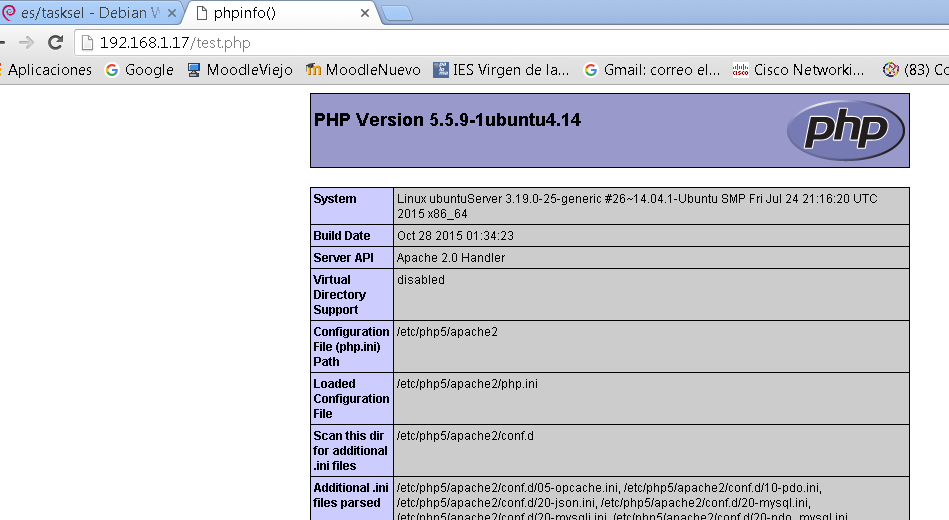 es/tasksel - Debian W
phpinfo()
192.168.1.17/test.php
Aplicaciones Google MoodleViejo MoodleNuevo IES Virgen de la... Gmail: correo el... Cisco Networki... (83) Co
PHP Version 5.5.9-1ubuntu4.14
php
System Linux ubuntuServer 3.19.0-25-generic #26~14.04.1-Ubuntu SMP Fri Jul 24 21:16:20 UTC
2015 x86_64
Build Date Oct 28 2015 01:34:23
Server API Apache 2.0 Handler
Virtual disabled
Directory
Support
Configuration /etc/php5/apache2
File (php.ini)
Path
Loaded /etc/php5/apache2/php.ini
Configuration
File
Scan this dir /etc/php5/apache2/conf.d
for additional
.ini files
Additional .ini /etc/php5/apache2/conf.d/05-opcache.ini, /etc/php5/apache2/conf.d/10-pdo.ini,
files parsed /etc/php5/apache2/conf.d/20-json.ini, /etc/php5/apache2/conf.d/20-mysql.ini,
/etc/php5/apache2/conf.d/20-mysqli.ini, /etc/php5/apache2/conf.d/20-pdo_mysql.ini